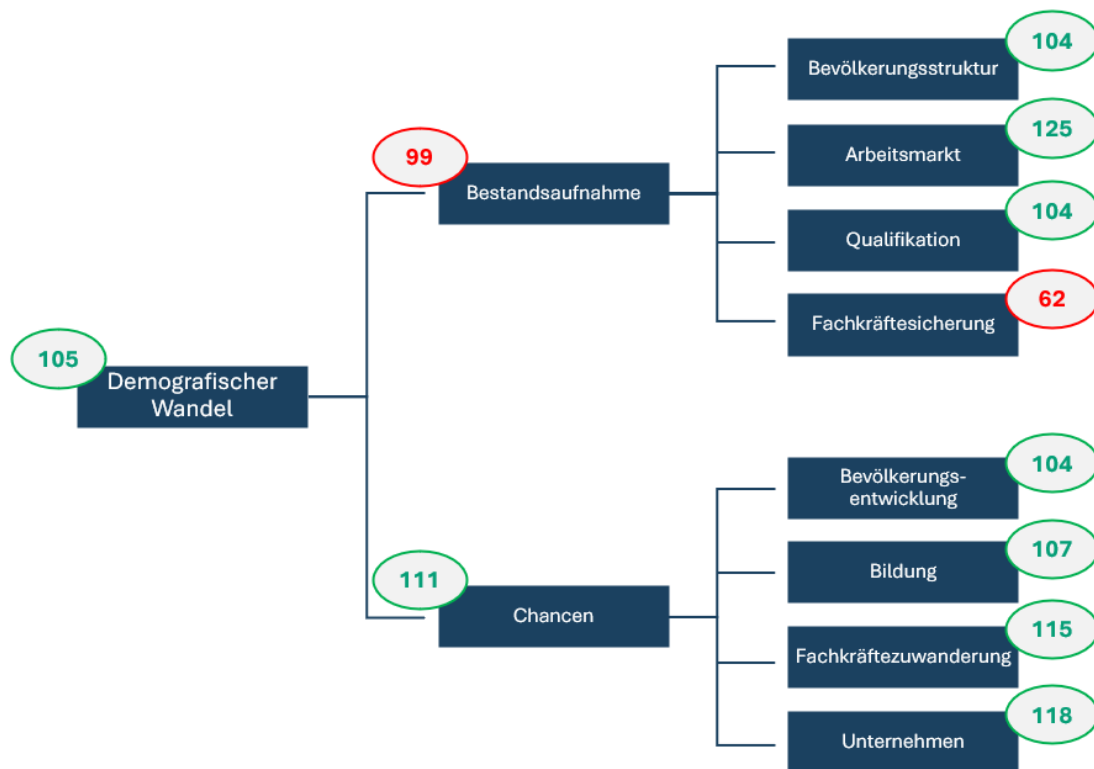 104
Bevölkerungsstruktur
125
Arbeitsmarkt
99
Bestandsaufnahme
104
Qualifikation
62
Fachkräftesicherung
105
Demografischer
Wandel
104
Bevölkerungs-
entwicklung
107
Bildung
111
Chancen
115
Fachkräftezuwanderung
118
Unternehmen